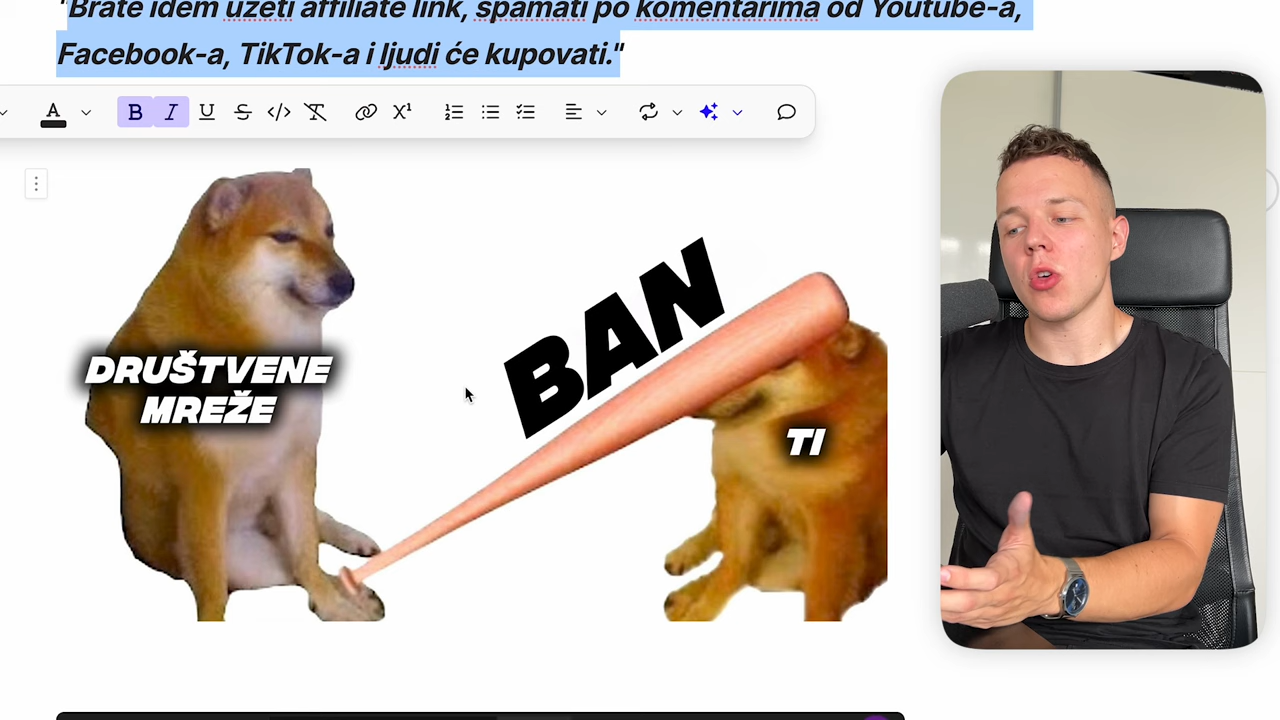 "Brate idem uzeti affiliate link, spamati po komentarima od Youtube-a,
Facebook-a, TikTok-a i ljudi će kupovati."
A
B I U S </> T X¹
BAN
DRUŠTVENE
MREŽE
TI